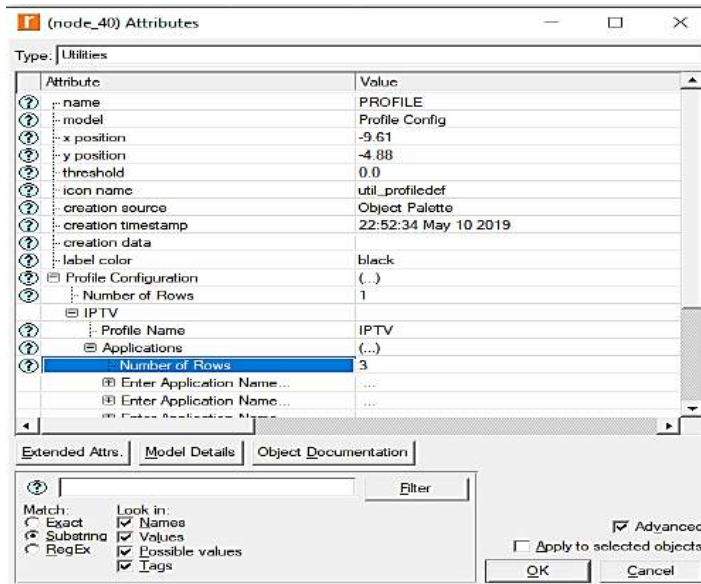 (node_40) Attributes
Type: Utilities
Attribute Value
name PROFILE
model Profile Config
x position -9.61
y position -4.88
threshold 0.0
icon name util_profiledef
creation source Object Palette
creation timestamp 22:52:34 May 10 2019
creation data
label color black
Profile Configuration (...)
Number of Rows 1
IPTV
Profile Name IPTV
Applications (...)
Number of Rows 3
Enter Application Name... ...
Enter Application Name... ...
Enter Application Name
Extended Attrs. Model Details Object Documentation
Filter
Match: Look in:
Exact Names
Substring Values
RegEx Possible values
Tags
Advanced
Apply to selected objects
OK Cancel